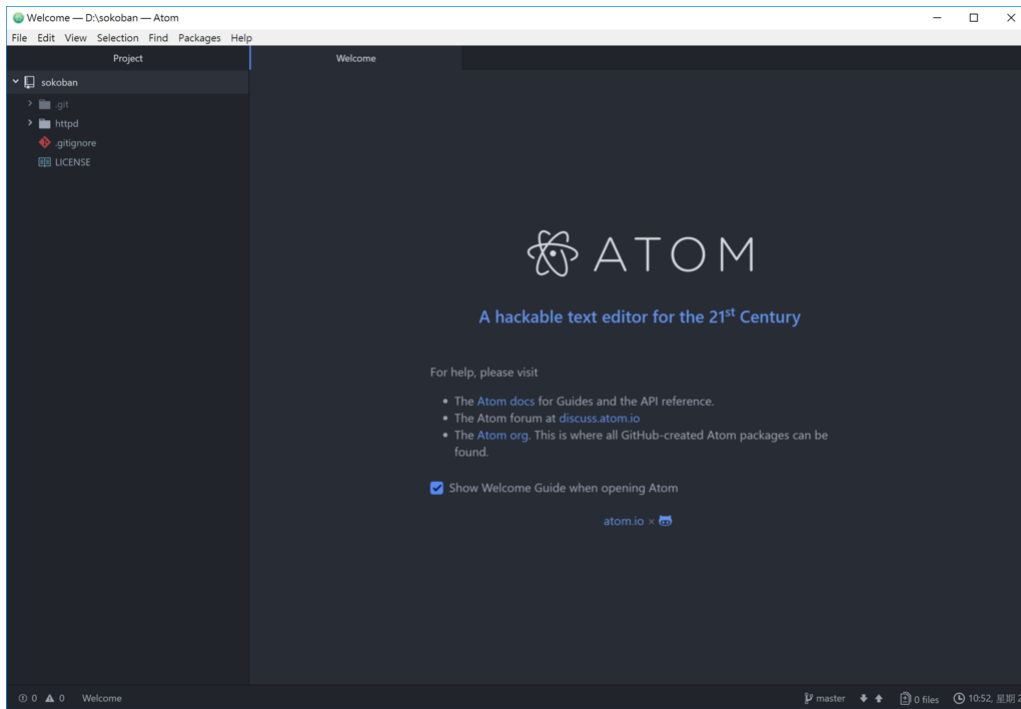 Welcome — D:\sokoban — Atom
File Edit View Selection Find Packages Help
Project
Welcome
sokoban
.git
httpd
.gitignore
LICENSE
ATOM
A hackable text editor for the 21st Century
For help, please visit
• The Atom docs for Guides and the API reference.
• The Atom forum at discuss.atom.io
• The Atom org. This is where all GitHub-created Atom packages can be
found.
Show Welcome Guide when opening Atom
atom.io ×
0 0 Welcome master 0 files 10:52, 星期